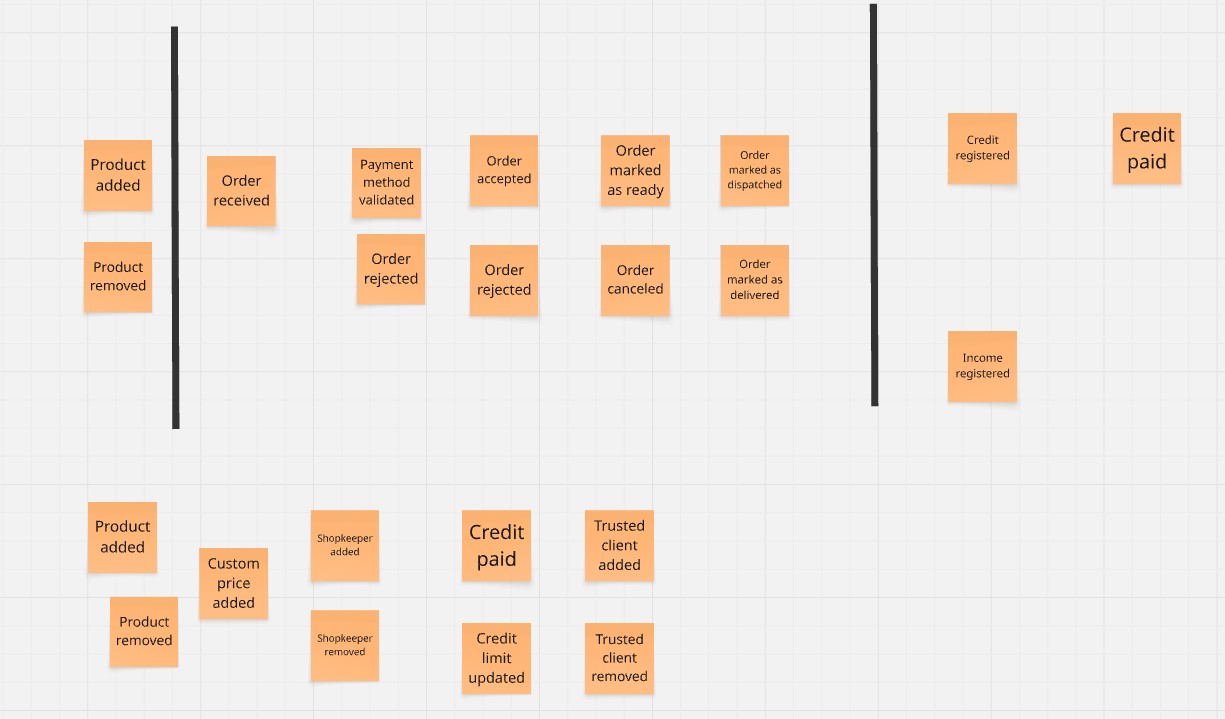 Product
added
Product
removed
Order
received
Payment
method
validated
Order
rejected
Order
accepted
Order
rejected
Order
marked
as ready
Order
canceled
Order
marked as
dispatched
Order
marked as
delivered
Credit
registered
Credit
paid
Income
registered
Product
added
Product
removed
Custom
price
added
Shopkeeper
added
Shopkeeper
removed
Credit
paid
Credit
limit
updated
Trusted
client
added
Trusted
client
removed